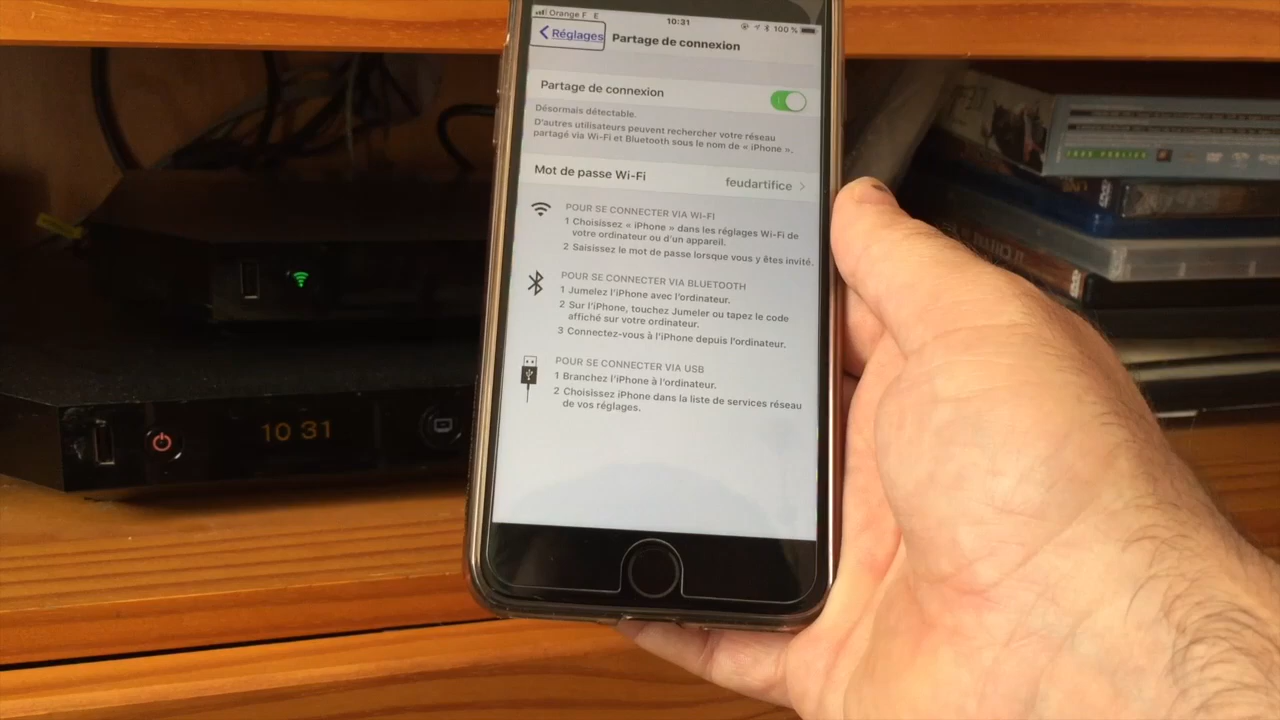 Orange F E
10:31
100 %
Réglages
Partage de connexion
Partage de connexion
Désormais détectable.
D'autres utilisateurs peuvent rechercher votre réseau
partagé via Wi-Fi et Bluetooth sous le nom de « iPhone ».
Mot de passe Wi-Fi
feudartifice
POUR SE CONNECTER VIA WI-FI
1 Choisissez « iPhone » dans les réglages Wi-Fi de
votre ordinateur ou d'un appareil.
2 Saisissez le mot de passe lorsque vous y êtes invité.
POUR SE CONNECTER VIA BLUETOOTH
1 Jumelez l'iPhone avec l'ordinateur.
2 Sur l'iPhone, touchez Jumeler ou tapez le code
affiché sur votre ordinateur.
3 Connectez-vous à l'iPhone depuis l'ordinateur.
POUR SE CONNECTER VIA USB
1 Branchez l'iPhone à l'ordinateur.
2 Choisissez iPhone dans la liste de services réseau
de vos réglages.
10 31